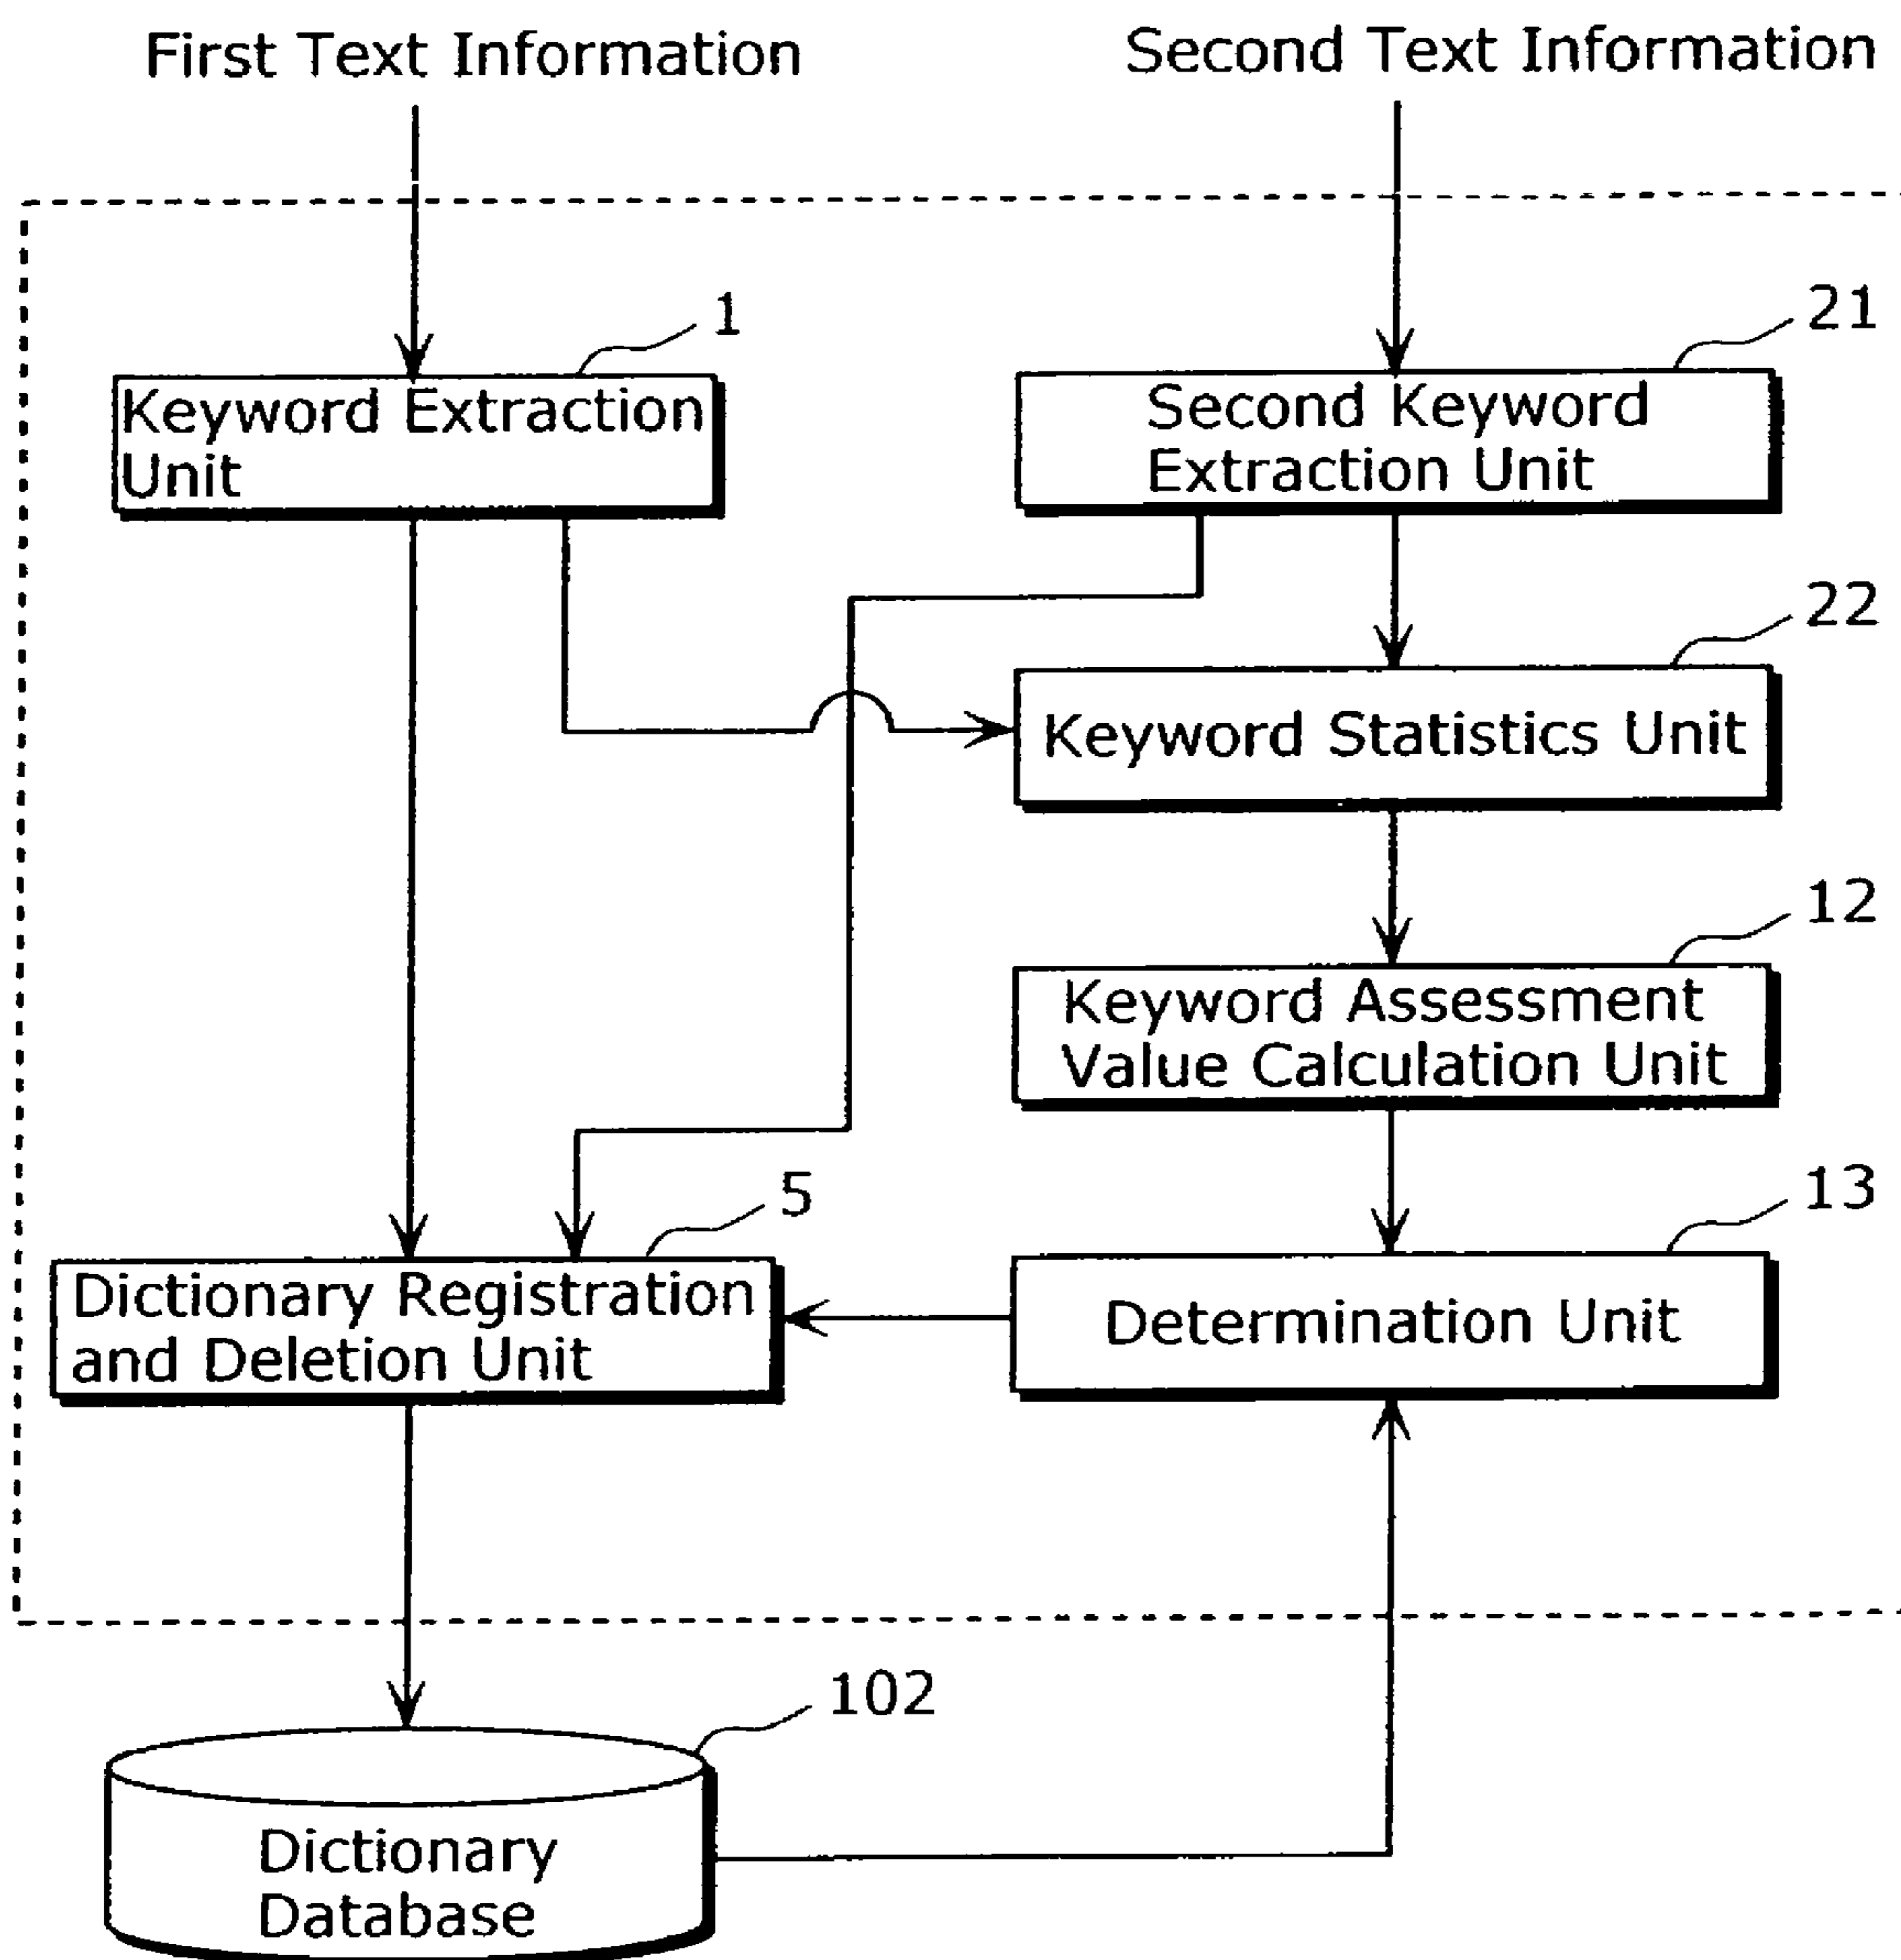 First Text Information
Second Text Information
1
Keyword Extraction
Unit
21
Second Keyword
Extraction Unit
22
Keyword Statistics Unit
12
Keyword Assessment
Value Calculation Unit
5
Dictionary Registration
and Deletion Unit
13
Determination Unit
102
Dictionary
Database